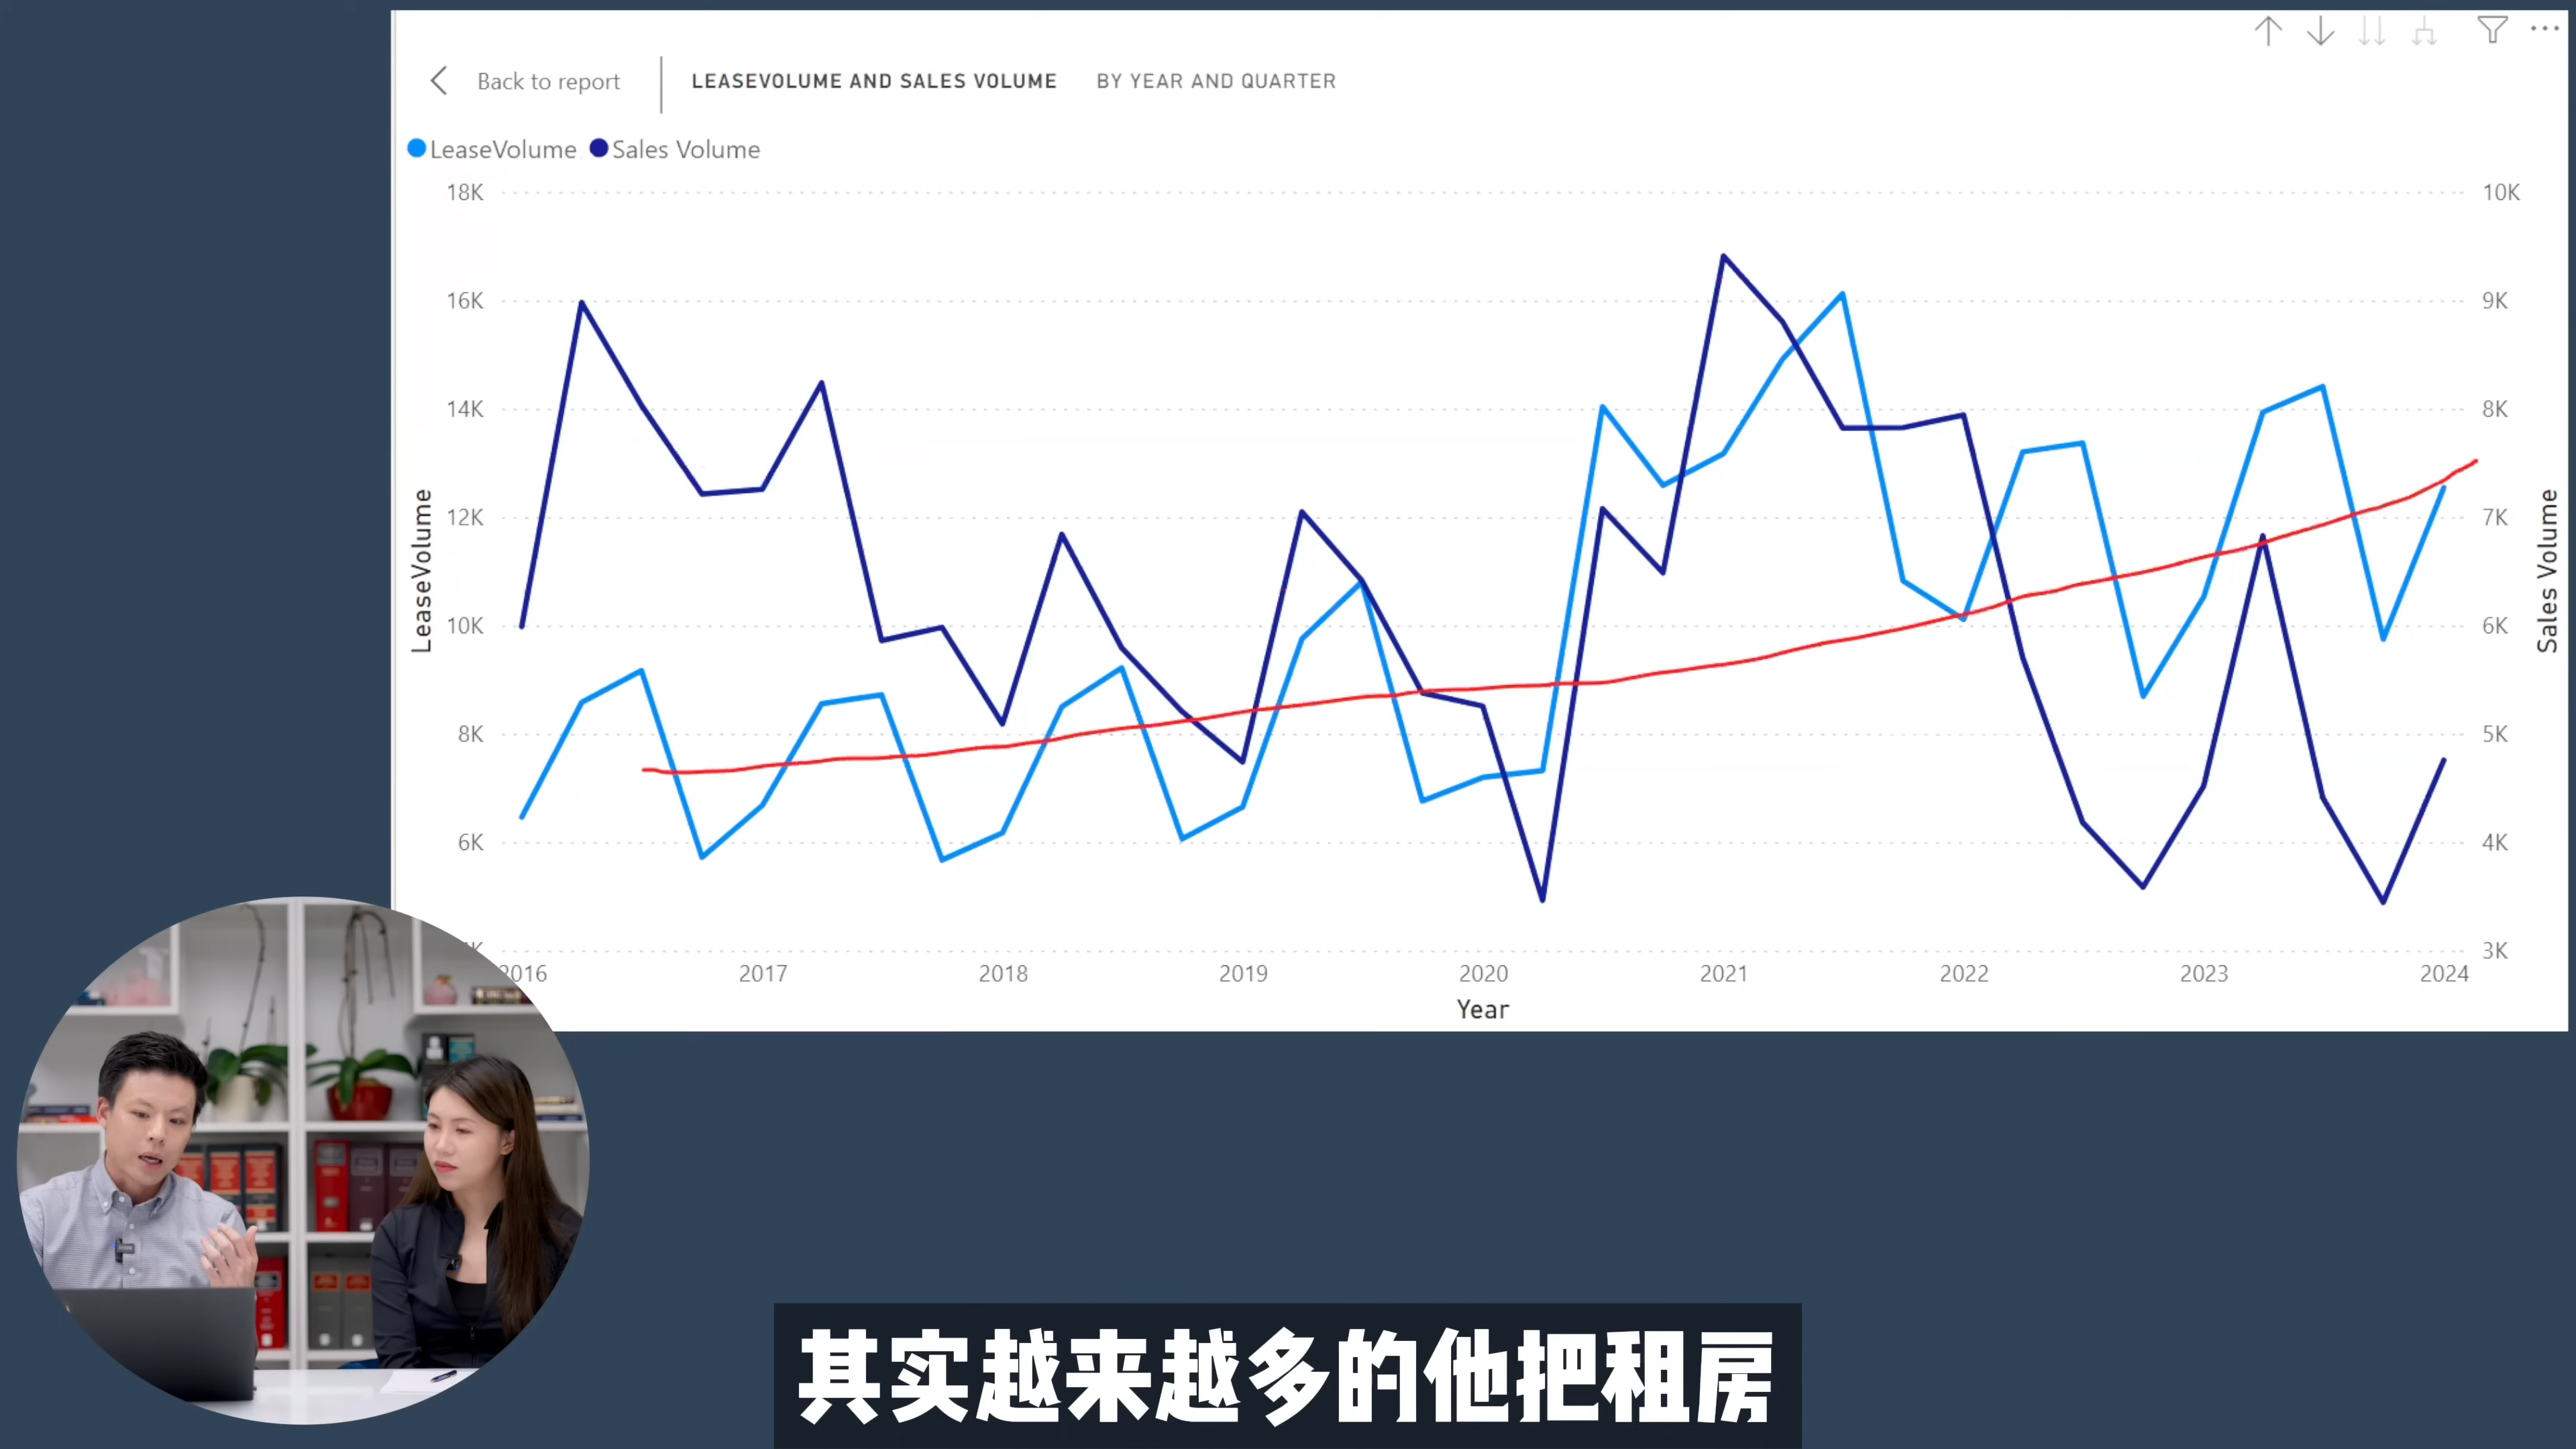 Back to report
LEASEVOLUME AND SALES VOLUME BY YEAR AND QUARTER
LeaseVolume Sales Volume
18K
16K
14K
12K
10K
8K
6K
LeaseVolume
10K
9K
8K
7K
6K
5K
4K
3K
Sales Volume
2016 2017 2018 2019 2020 2021 2022 2023 2024
Year
其实越来越多的他把租房